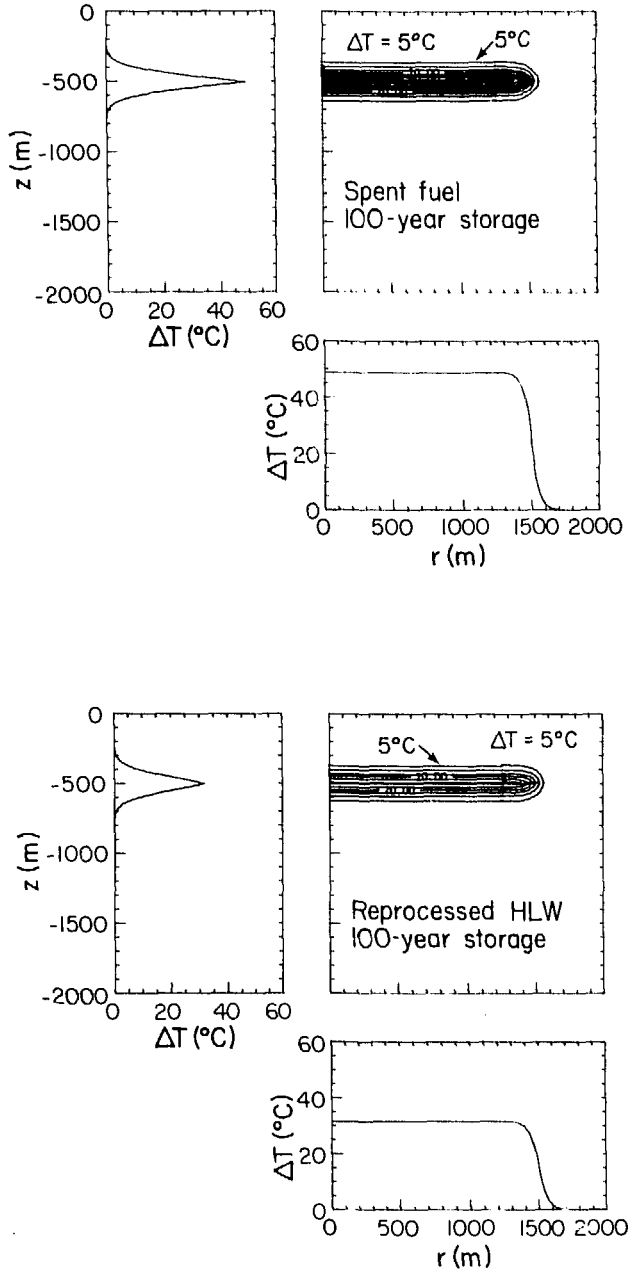 0
-500
-1000
-1500
-2000
z (m)
0 20 40 60
ΔT (°C)
ΔT = 5°C
5°C
Spent fuel
100-year storage
60
40
20
0
ΔT (°C)
0 500 1000 1500 2000
r (m)
0
-500
-1000
-1500
-2000
z (m)
0 20 40 60
ΔT (°C)
5°C
ΔT = 5°C
20.00
Reprocessed HLW
100-year storage
60
40
20
0
ΔT (°C)
0 500 1000 1500 2000
r (m)